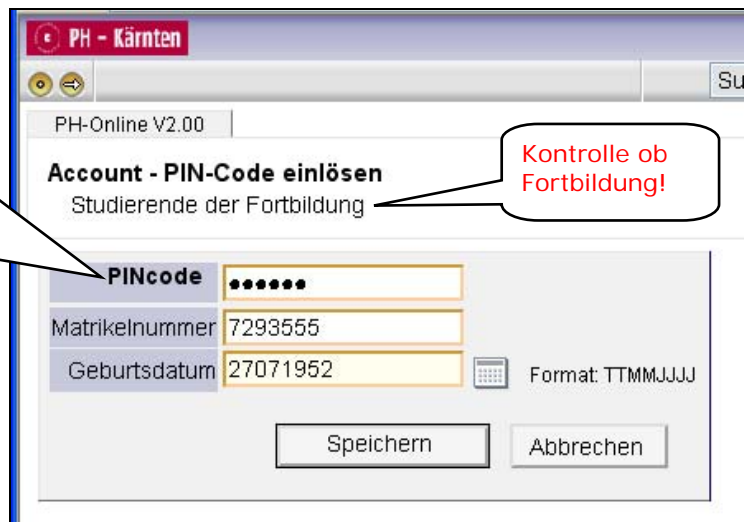 PH - Kärnten
Su
PH-Online V2.00
Account - PIN-Code einlösen
Studierende der Fortbildung
Kontrolle ob
Fortbildung!
PINcode ●●●●●●
Matrikelnummer 7293555
Geburtsdatum 27071952 Format: TTMMJJJJ
Speichern Abbrechen